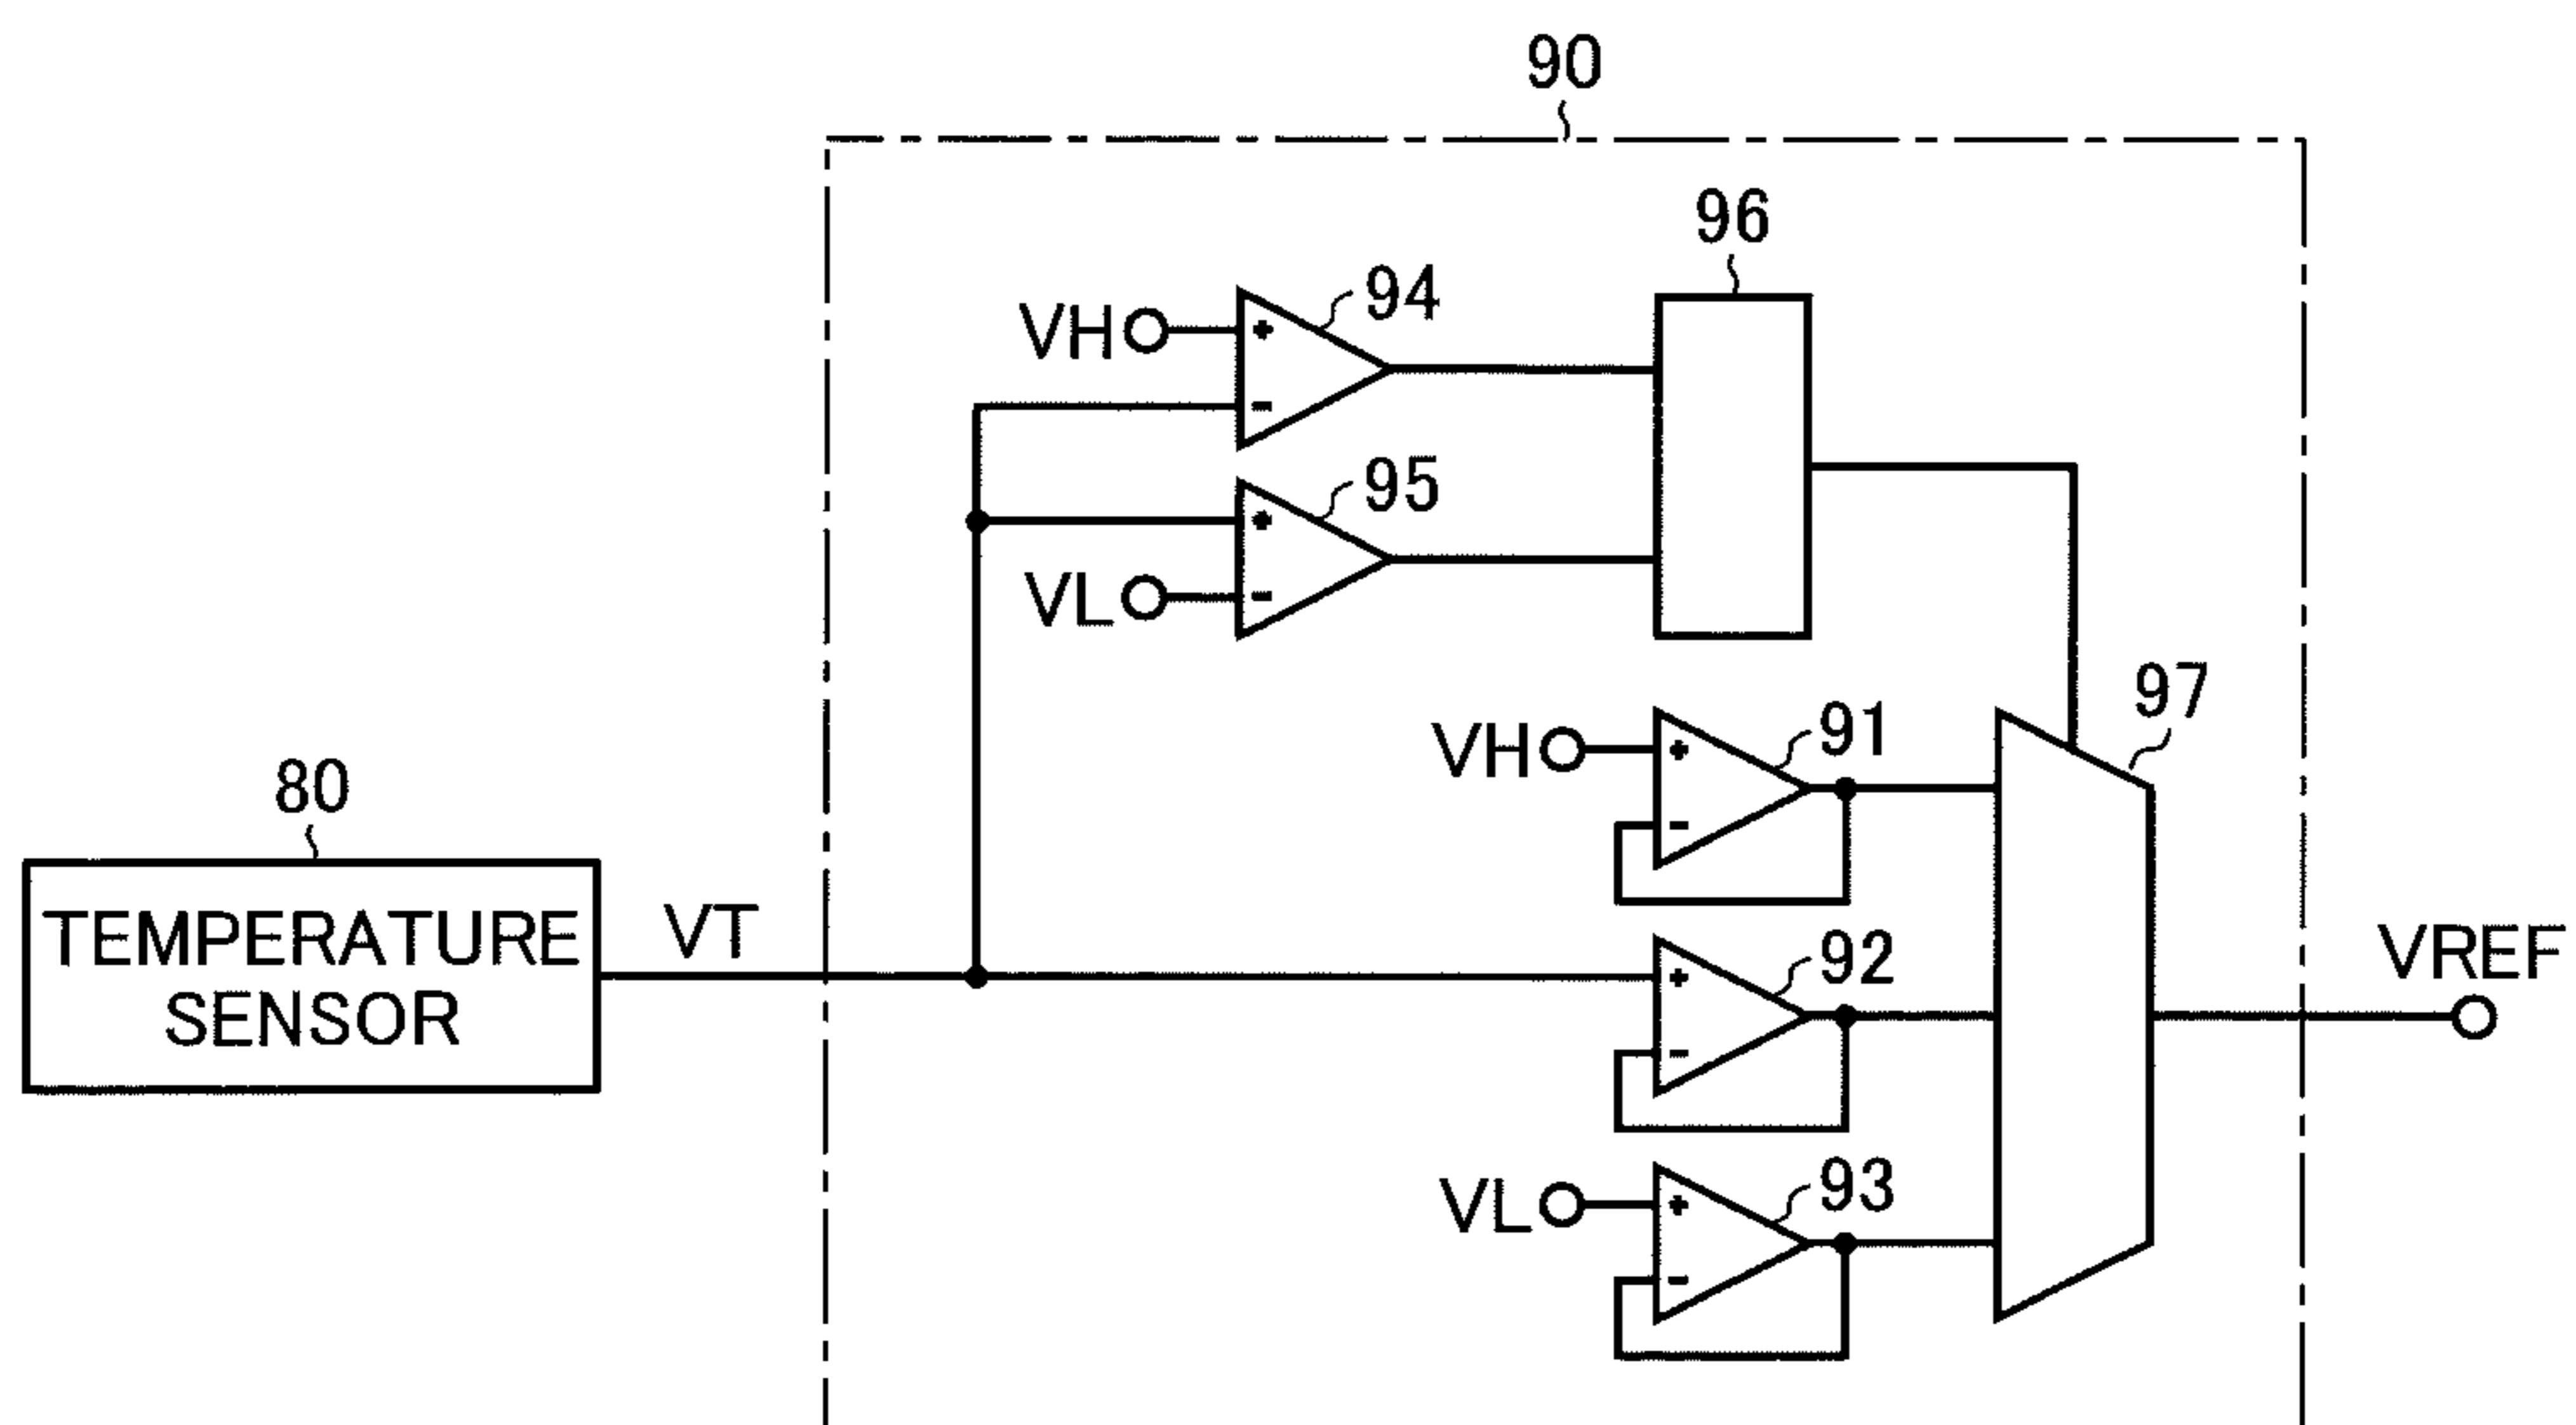 90
96
94
VH
+
-
95
+
VL
-
97
91
VH
+
-
80
TEMPERATURE
SENSOR
VT
92
+
-
VREF
93
VL
+
-